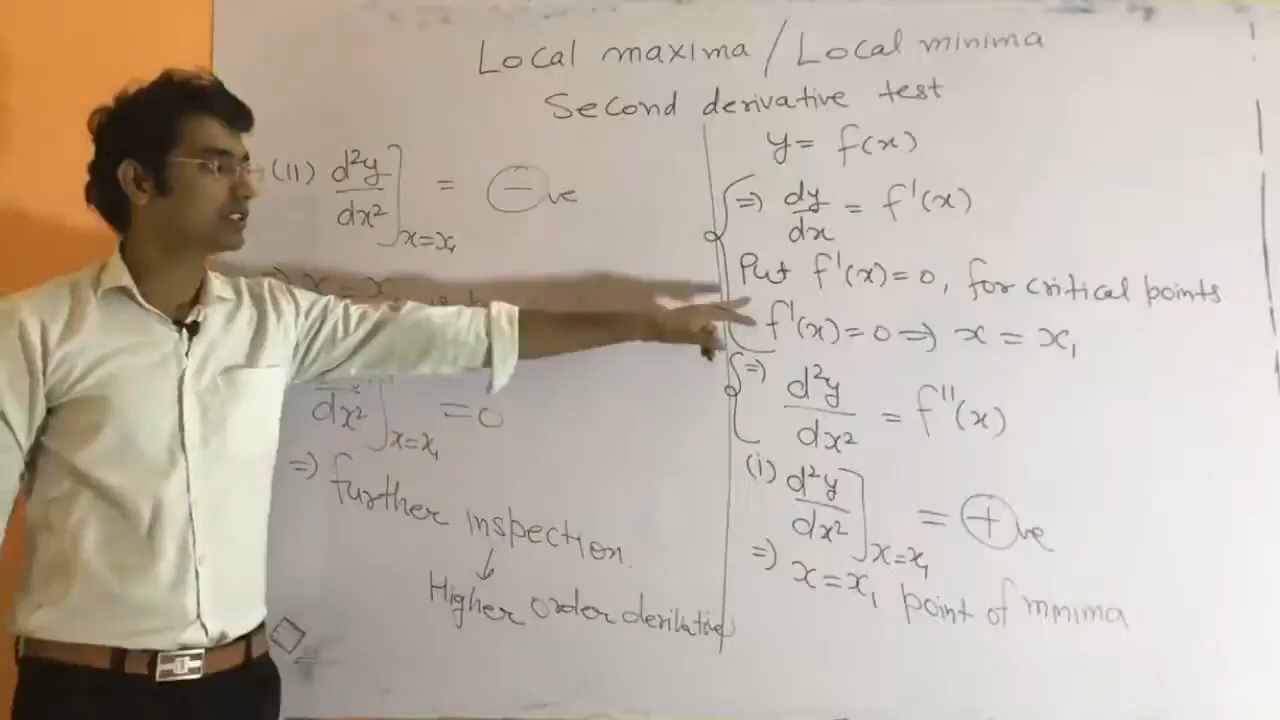 Local maxima / Local minima
Second derivative test
y = f(x)
⇒ dy/dx = f'(x)
Put f'(x)=0, for critical points
f'(x)=0 ⇒ x = x₁
⇒ d²y/dx² = f''(x)
(i) d²y/dx²]ₓ₌ₓ₁ = ⊕ve
⇒ x=x₁ point of minima
(II) d²y/dx²]ₓ₌ₓ₁ = ⊖ve
dx²]ₓ₌ₓ₁ =0
⇒ further inspection
↓
Higher order derivative